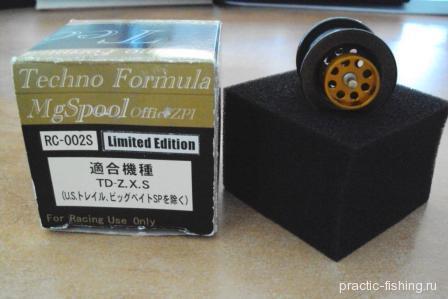 Techno Formula
MgSpool Office ZPI
RC-002S Limited Edition
適合機種
TD-Z.X.S
(U.S.トレイル、ビッグベイトSPを除く)
For Racing Use Only
practic-fishing.ru